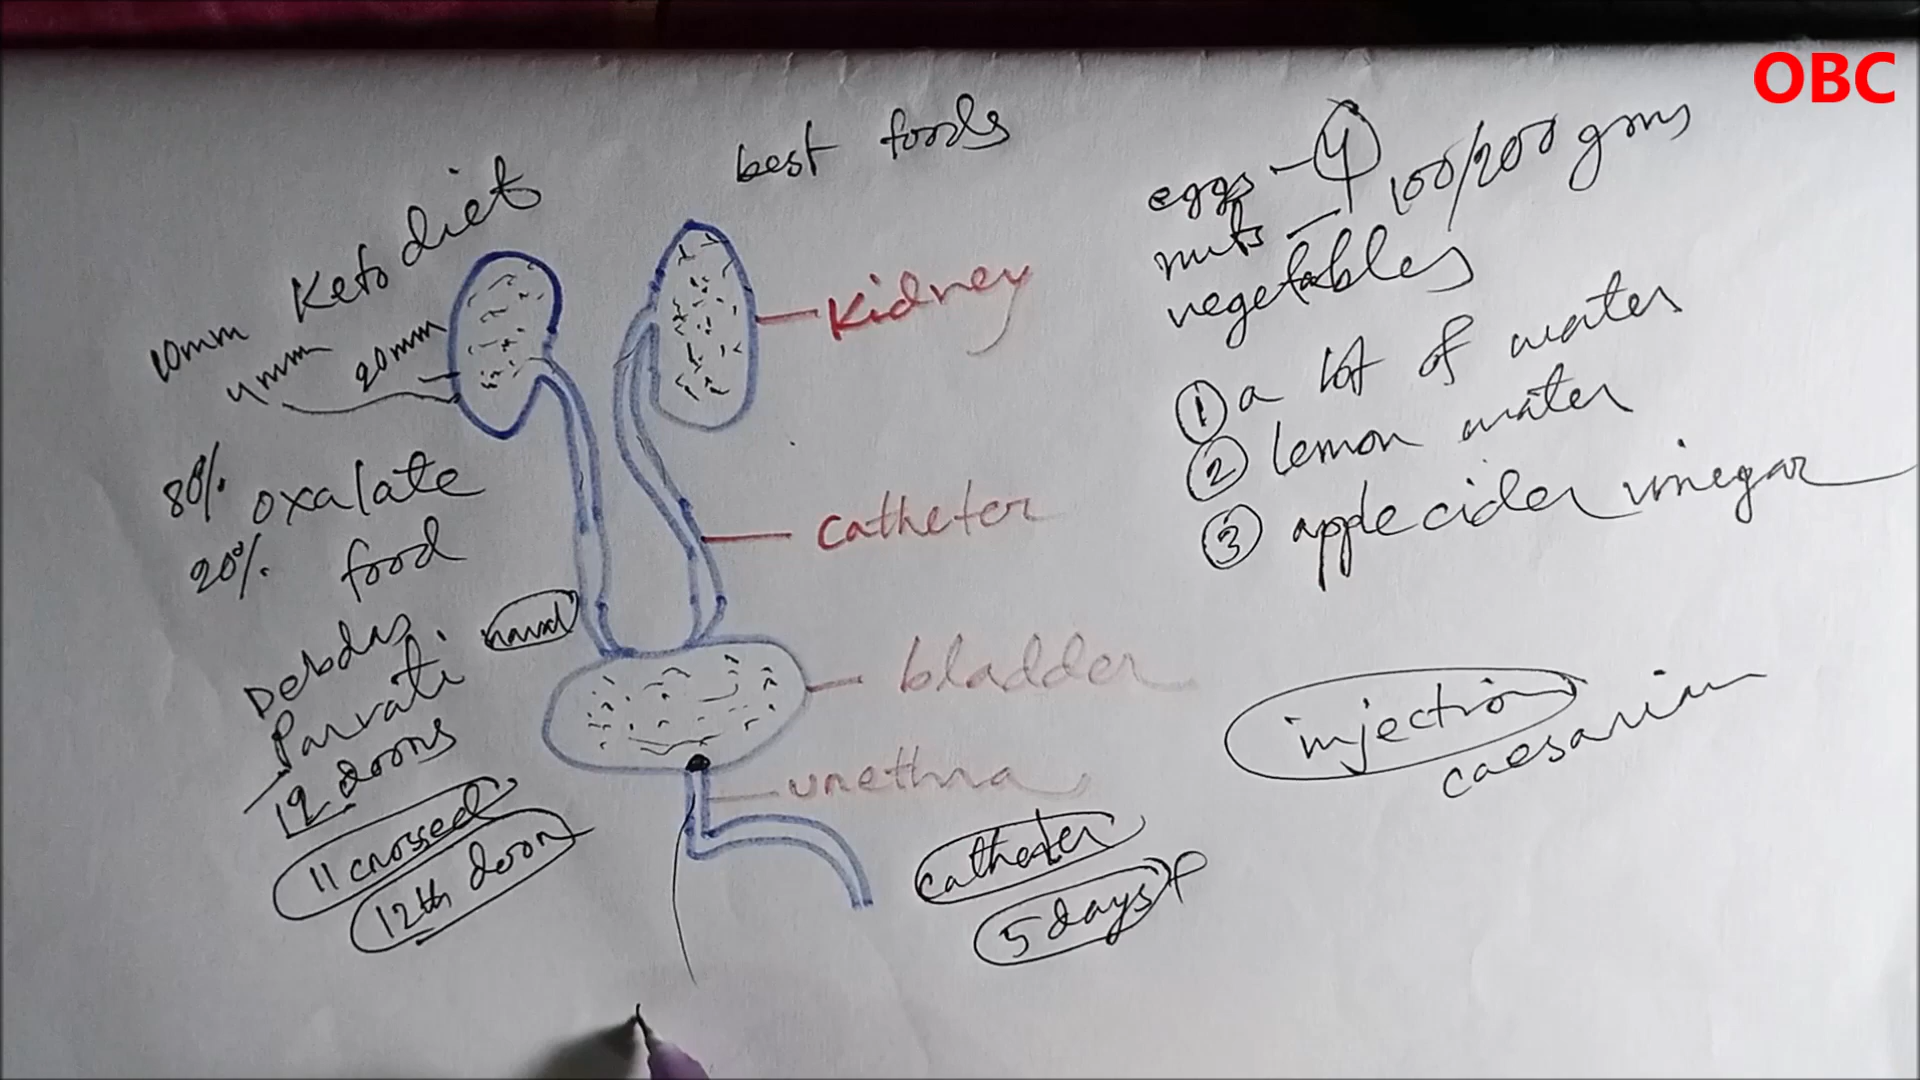 OBC
best foods
Keto diet
10mm
4mm
20mm
80% oxalate
20% food
Debdas
Parvati
12 doors
11 crossed
12th door
Kidney
catheter
bladder
urethra
catheter
5 days
eggs - 4
nuts - 100/200 gms
vegetables
① a lot of water
② lemon water
③ apple cider vinegar
injection
caesarian